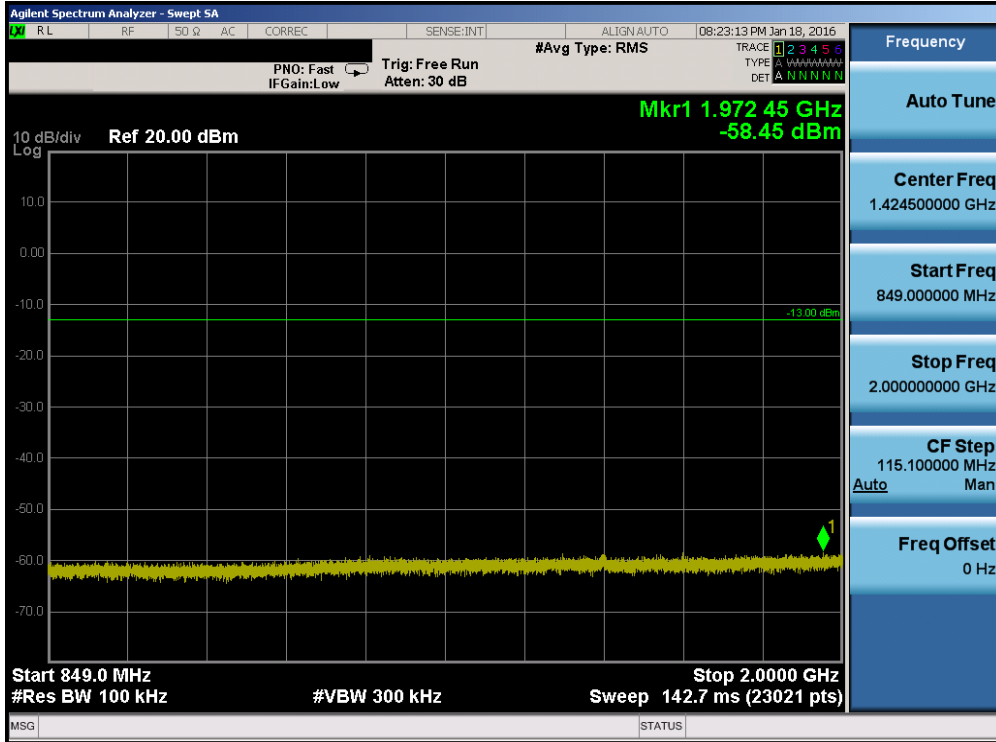 Agilent Spectrum Analyzer - Swept SA
LXI RL RF 50 Ω AC CORREC SENSE:INT ALIGN AUTO 08:23:13 PM Jan 18, 2016
#Avg Type: RMS TRACE 1 2 3 4 5 6
PNO: Fast Trig: Free Run TYPE A WWWWW
IFGain:Low Atten: 30 dB DET A N N N N N
Mkr1 1.972 45 GHz
-58.45 dBm
10 dB/div Ref 20.00 dBm
Log
10.0
0.00
-10.0
-13.00 dBm
-20.0
-30.0
-40.0
-50.0
1
-60.0
-70.0
Start 849.0 MHz Stop 2.0000 GHz
#Res BW 100 kHz #VBW 300 kHz Sweep 142.7 ms (23021 pts)
MSG STATUS
Frequency
Auto Tune
Center Freq
1.424500000 GHz
Start Freq
849.000000 MHz
Stop Freq
2.000000000 GHz
CF Step
115.100000 MHz
Auto Man
Freq Offset
0 Hz